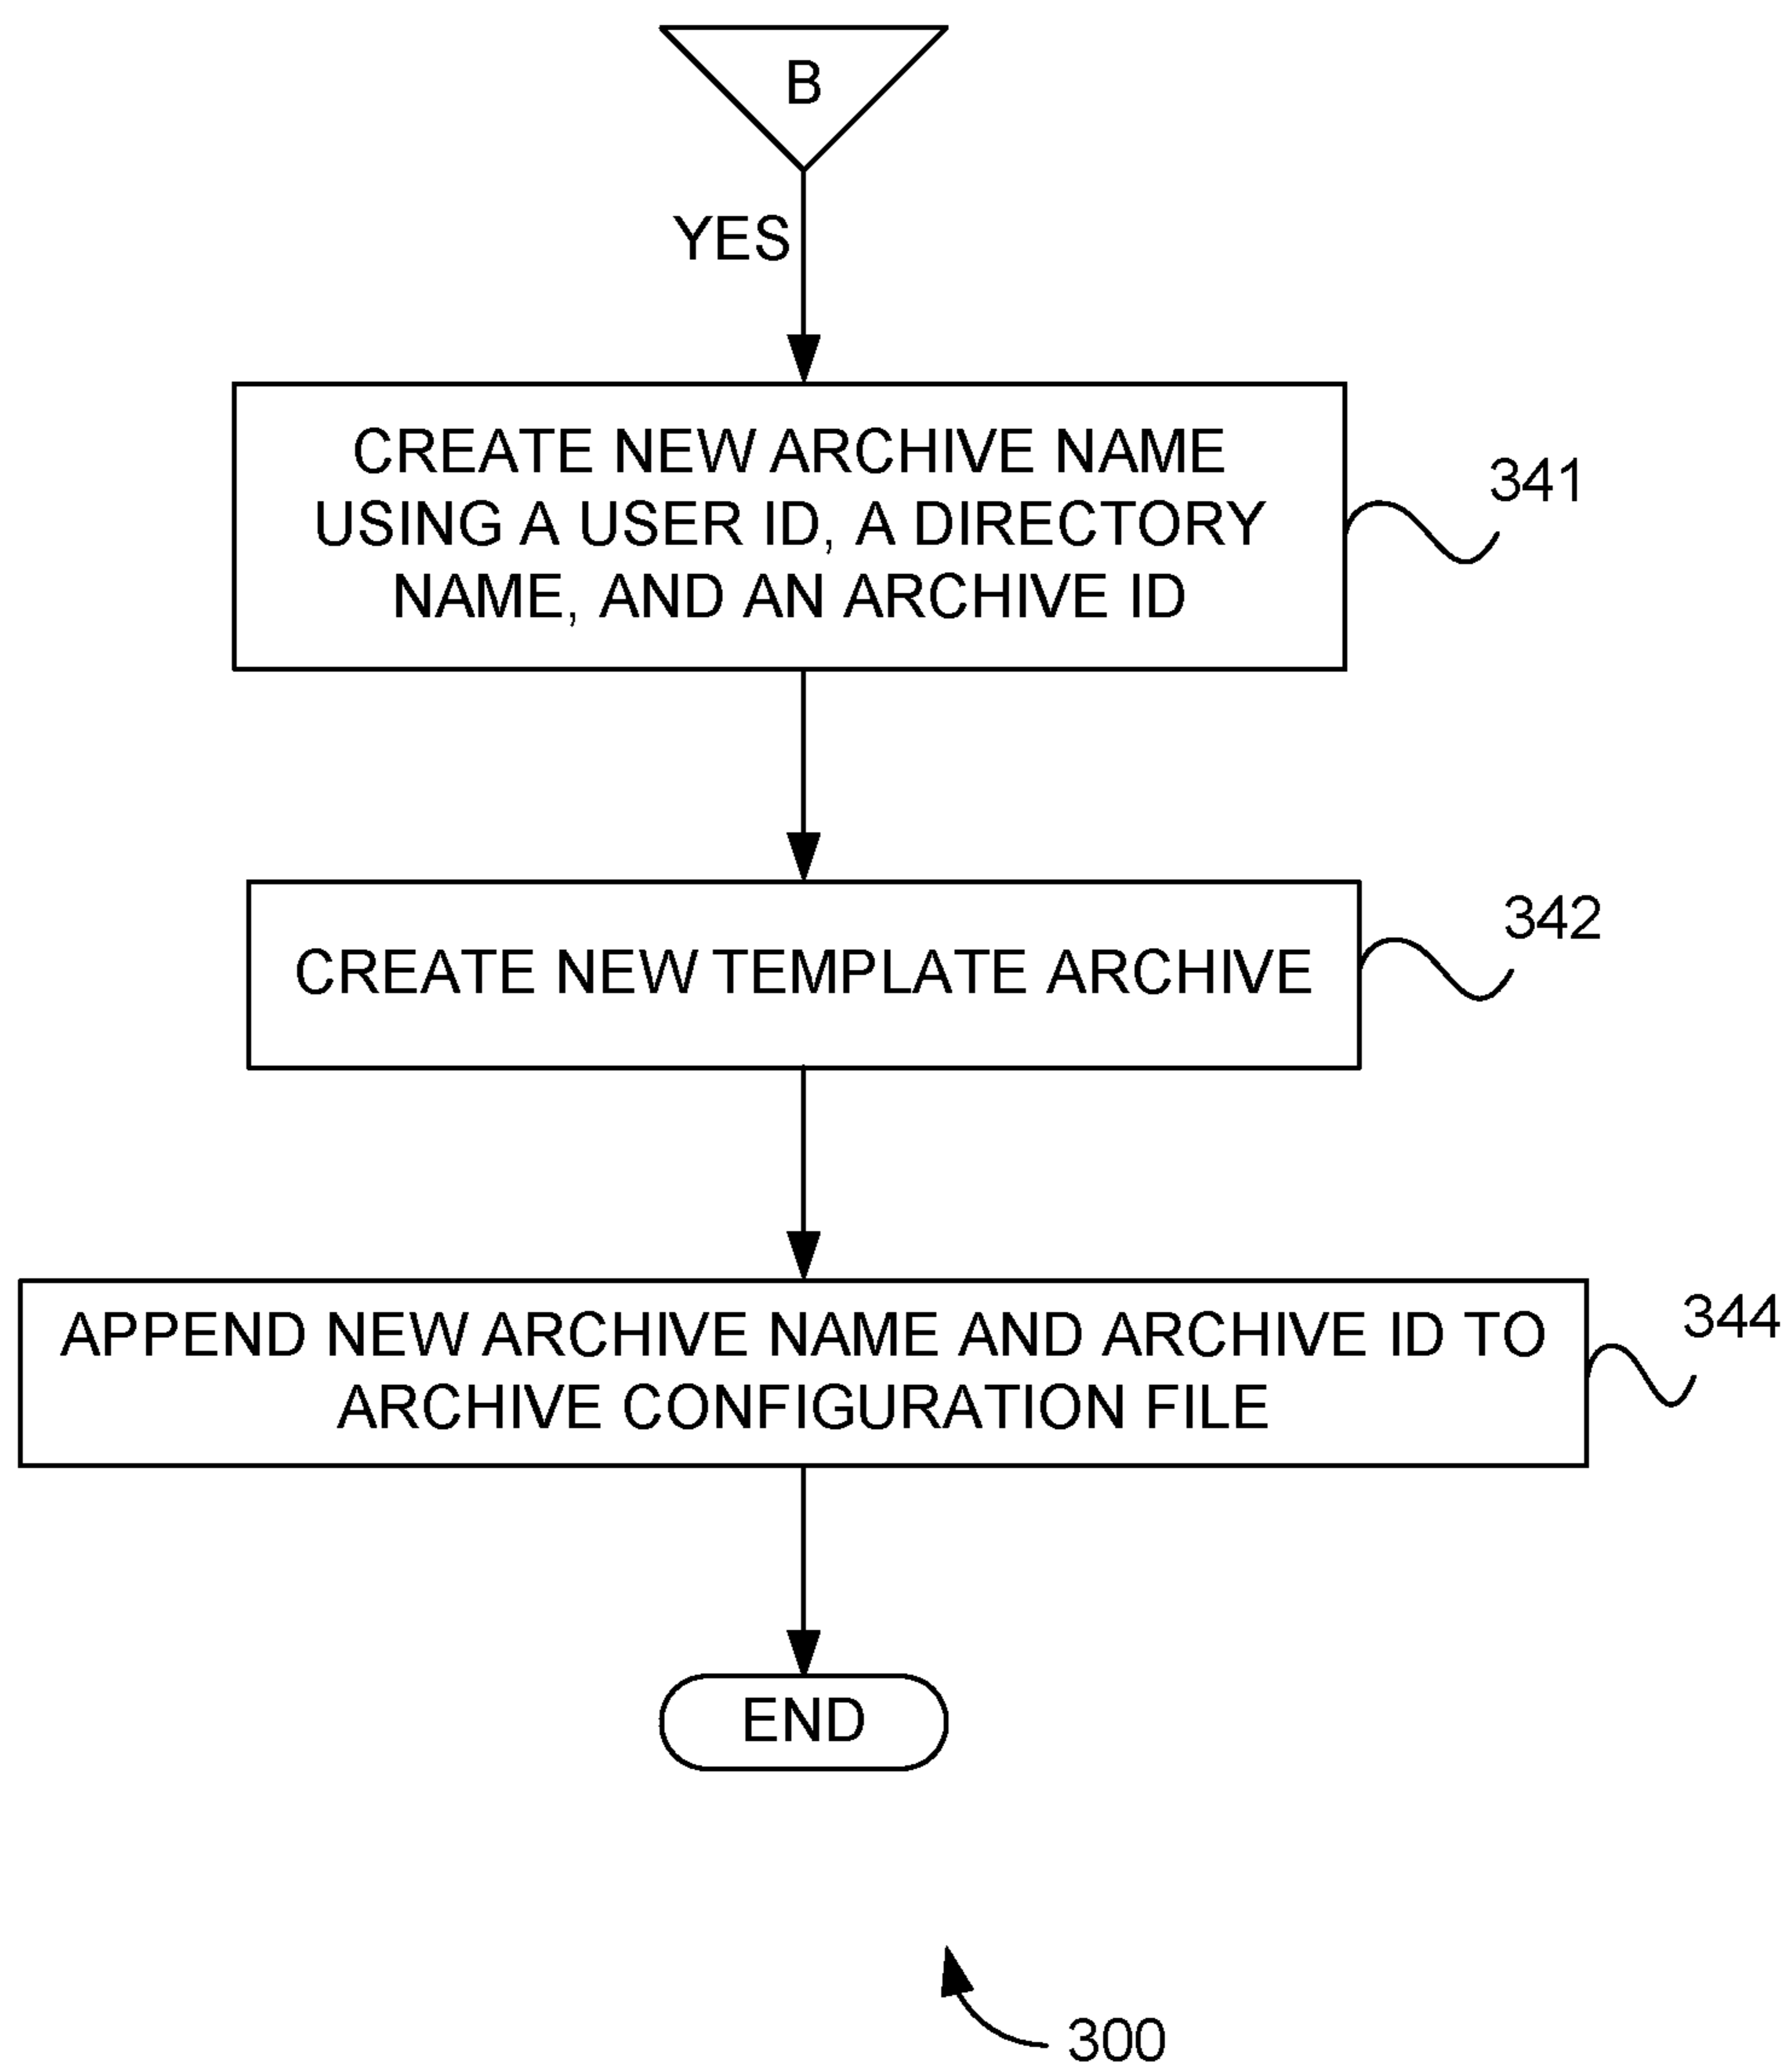 B
YES
CREATE NEW ARCHIVE NAME
USING A USER ID, A DIRECTORY
NAME, AND AN ARCHIVE ID
341
CREATE NEW TEMPLATE ARCHIVE
342
APPEND NEW ARCHIVE NAME AND ARCHIVE ID TO
ARCHIVE CONFIGURATION FILE
344
END
300